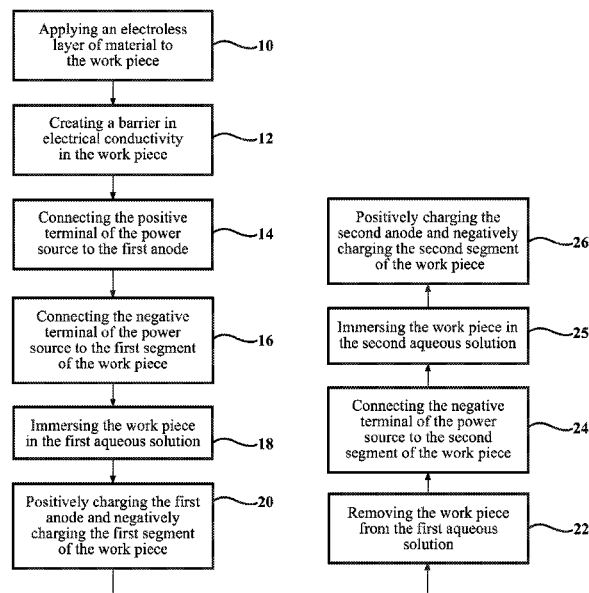 Applying an electroless
layer of material to
the work piece
10
Creating a barrier in
electrical conductivity
in the work piece
12
Connecting the positive
terminal of the power
source to the first anode
14
Connecting the negative
terminal of the power
source to the first segment
of the work piece
16
Immersing the work piece
in the first aqueous solution
18
Positively charging the first
anode and negatively
charging the first segment
of the work piece
20
Positively charging the
second anode and negatively
charging the second segment
of the work piece
26
Immersing the work piece in
the second aqueous solution
25
Connecting the negative
terminal of the power
source to the second
segment of the work piece
24
Removing the work piece
from the first aqueous
solution
22